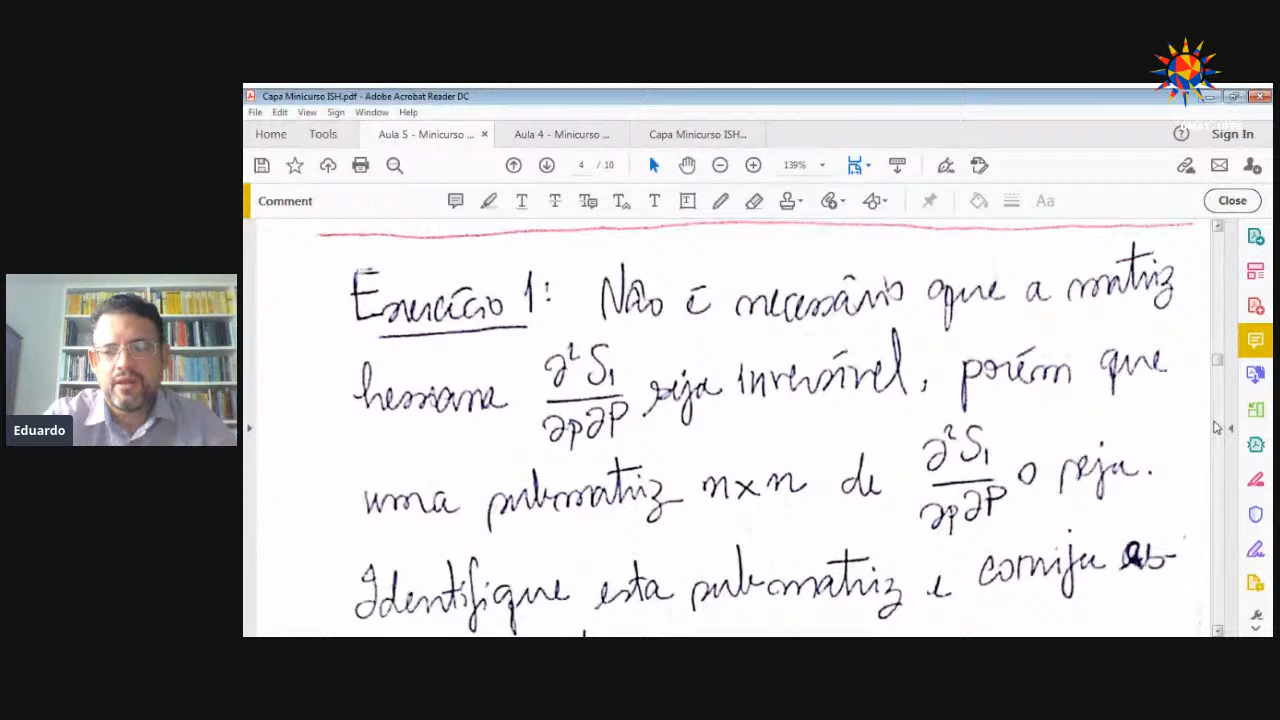 Capa Minicurso ISH.pdf - Adobe Acrobat Reader DC
File Edit View Sign Window Help
Home Tools Aula 5 - Minicurso ... × Aula 4 - Minicurso ... Capa Minicurso ISH... Sign In
4 / 10 139%
Comment Aa Close
Exercício 1: Não é necessário que a matriz
hessiana ∂²S₁/∂p∂P seja inversível, porém que
uma submatriz n×n de ∂²S₁/∂p∂P o seja.
Identifique esta submatriz e corrija
Eduardo